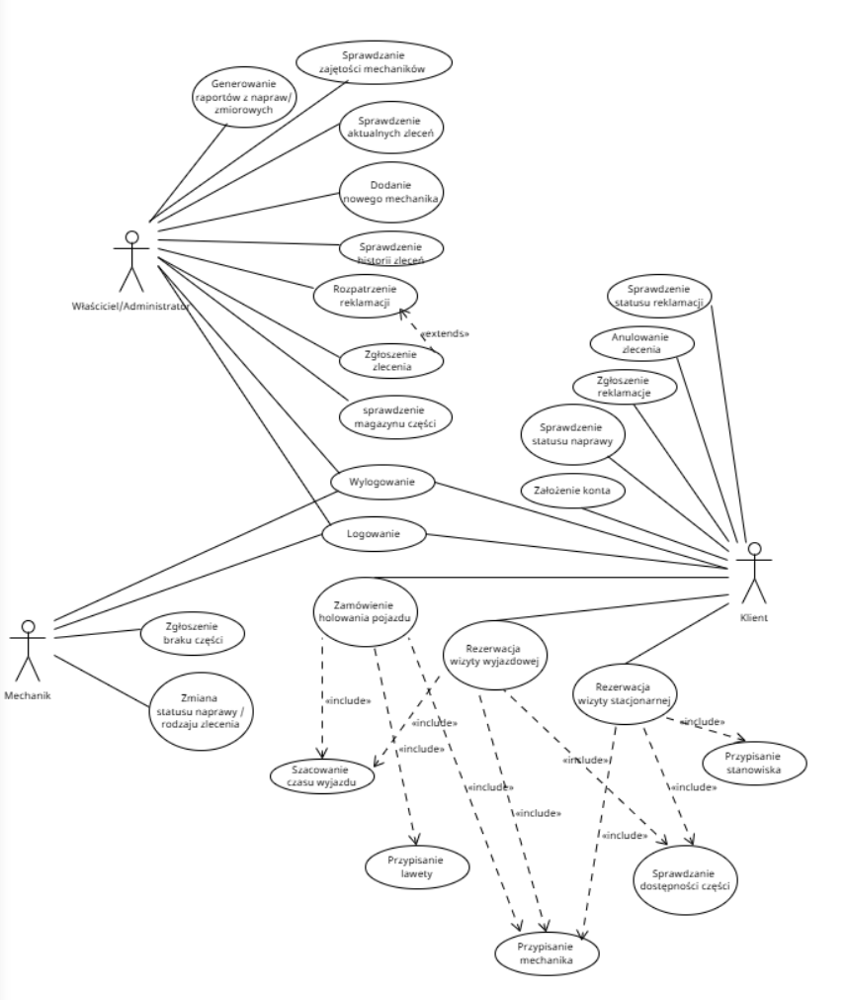 Sprawdzanie
zajętości mechaników
Generowanie
raportów z napraw/
zmiorowych
Sprawdzenie
aktualnych zleceń
Dodanie
nowego mechanika
Sprawdzenie
historii zleceń
Właściciel/Administrator
Rozpatrzenie
reklamacji
«extends»
Zgłoszenie
zlecenia
sprawdzenie
magazynu części
Sprawdzenie
statusu reklamacji
Anulowanie
zlecenia
Zgłoszenie
reklamacje
Sprawdzenie
statusu naprawy
Założenie konta
Wylogowanie
Logowanie
Klient
Zamówienie
holowania pojazdu
Zgłoszenie
braku części
Mechanik
Zmiana
statusu naprawy /
rodzaju zlecenia
Rezerwacja
wizyty wyjazdowej
Rezerwacja
wizyty stacjonarnej
«include»
«include»
«include»
«include»
«include»
«include»
«include»
«include»
«include»
Szacowanie
czasu wyjazdu
Przypisanie
stanowiska
Przypisanie
lawety
Sprawdzanie
dostępności części
Przypisanie
mechanika